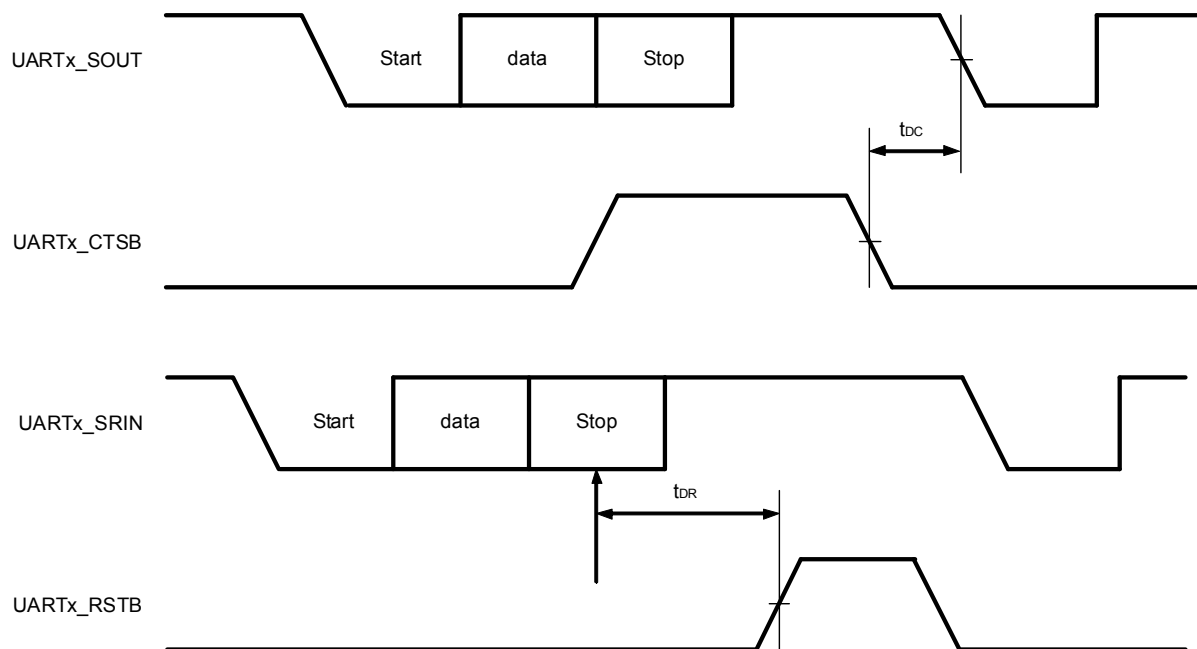 UARTx_SOUT
Start data Stop
tDC
UARTx_CTSB
UARTx_SRIN
Start data Stop
tDR
UARTx_RSTB